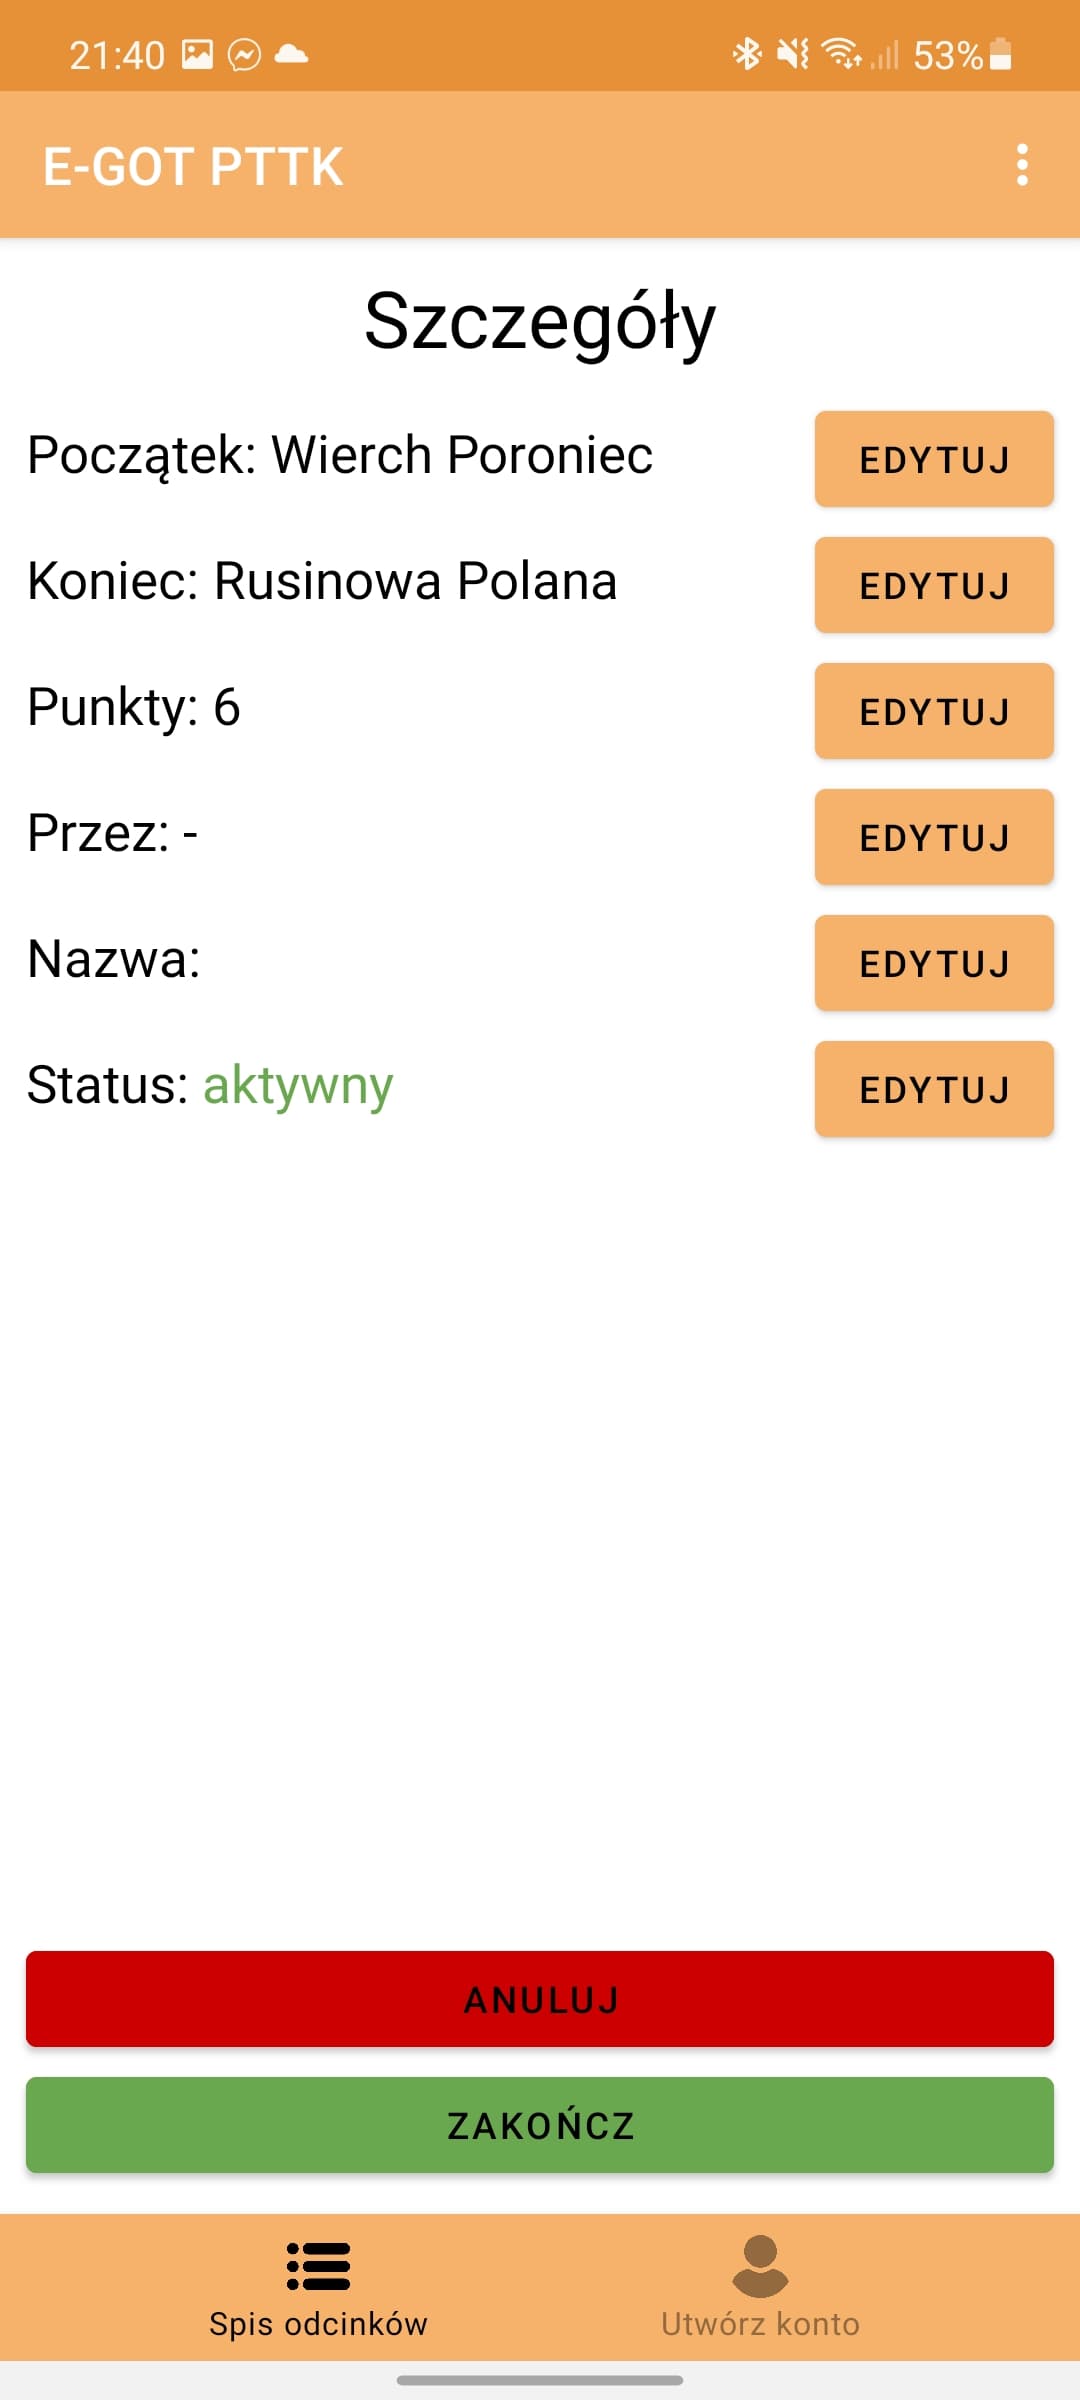 21:40 53%
E-GOT PTTK
Szczegóły
Początek: Wierch Poroniec EDYTUJ
Koniec: Rusinowa Polana EDYTUJ
Punkty: 6 EDYTUJ
Przez: - EDYTUJ
Nazwa: EDYTUJ
Status: aktywny EDYTUJ
ANULUJ
ZAKOŃCZ
Spis odcinków Utwórz konto